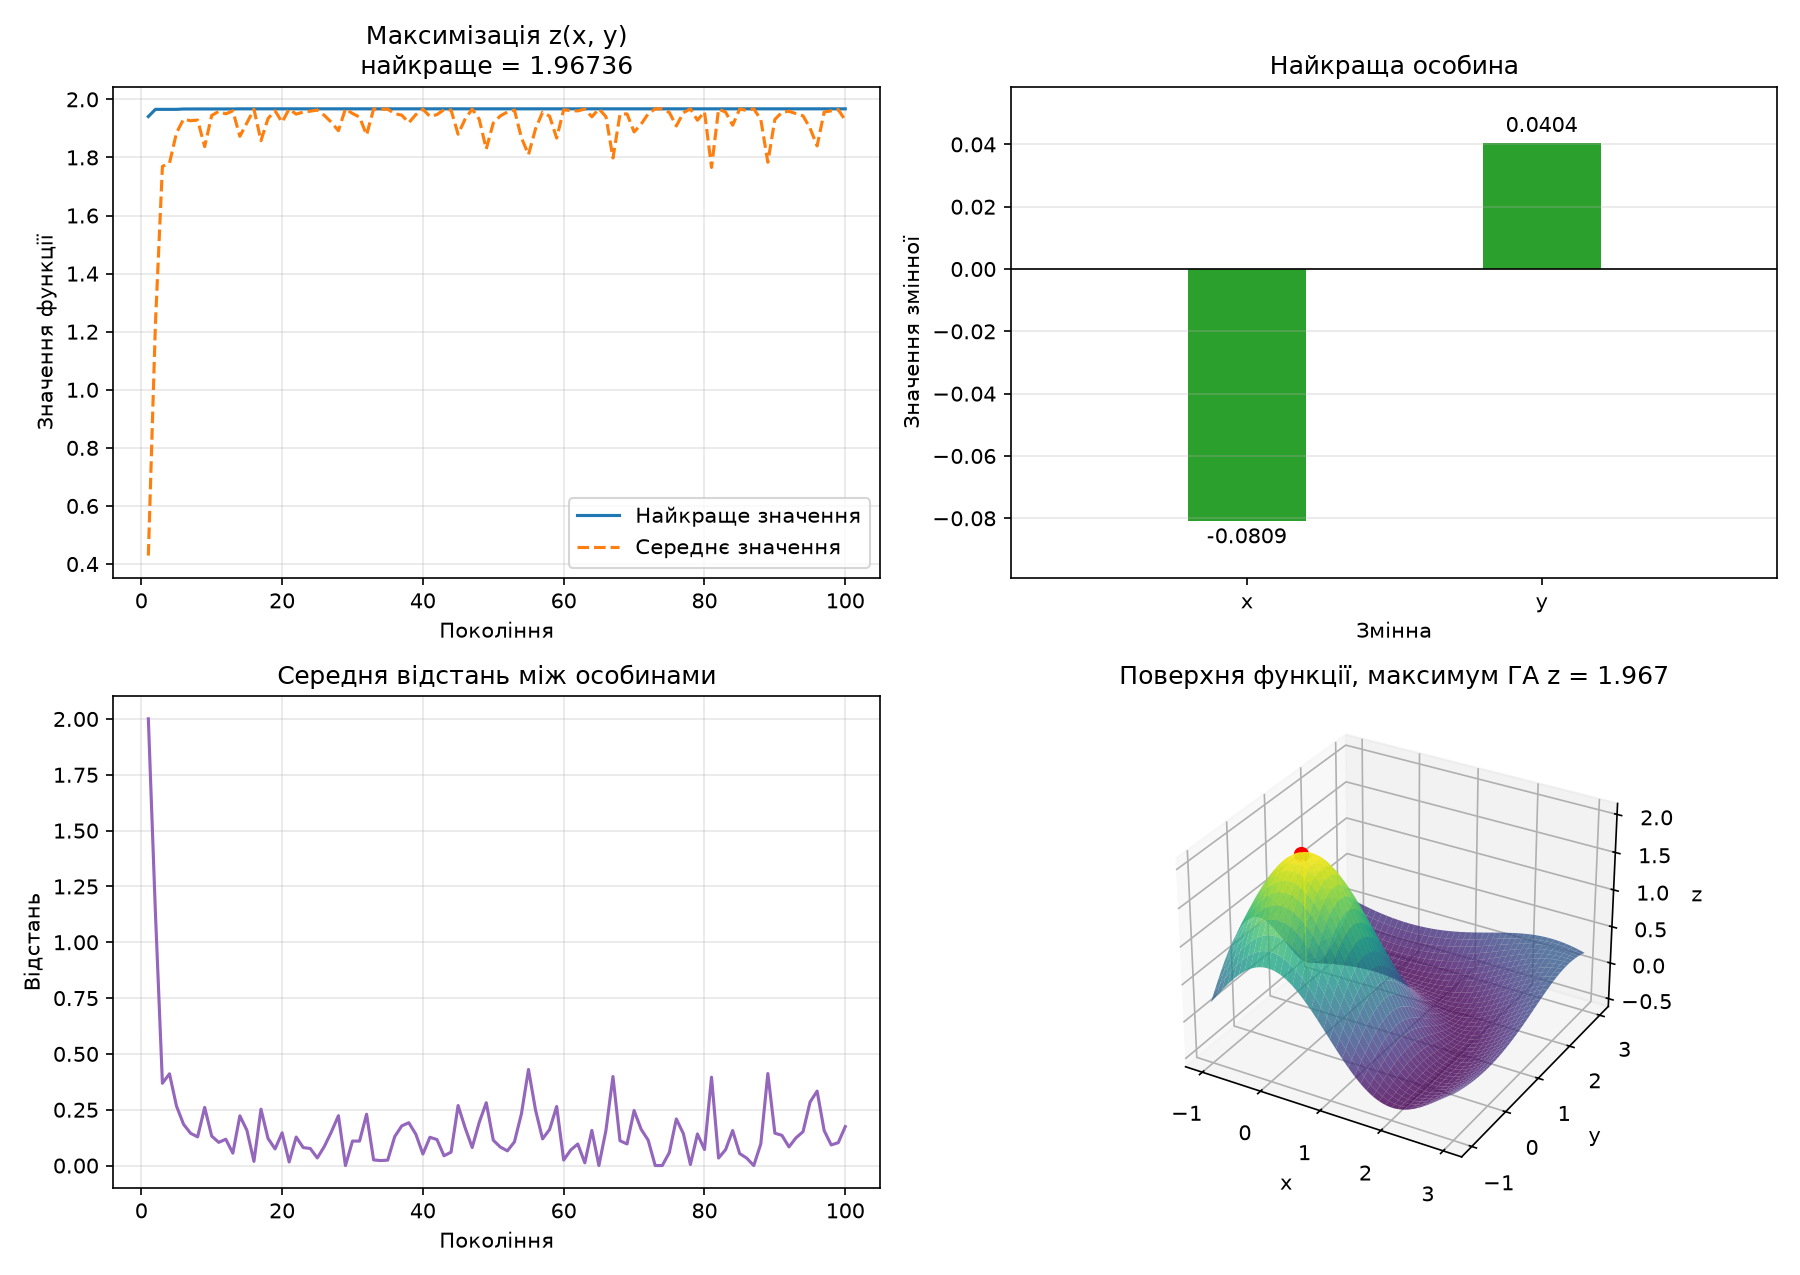 Максимізація z(x, y)
найкраще = 1.96736
2.0
1.8
1.6
1.4
1.2
1.0
0.8
0.6
0.4
Значення функції
Найкраще значення
Середнє значення
0 20 40 60 80 100
Покоління
Найкраща особина
0.04
0.02
0.00
−0.02
−0.04
−0.06
−0.08
Значення змінної
0.0404
-0.0809
x y
Змінна
Середня відстань між особинами
2.00
1.75
1.50
1.25
1.00
0.75
0.50
0.25
0.00
Відстань
0 20 40 60 80 100
Покоління
Поверхня функції, максимум ГА z = 1.967
2.0
1.5
1.0
0.5
0.0
−0.5
z
−1 0 1 2 3
x
−1 0 1 2 3
y